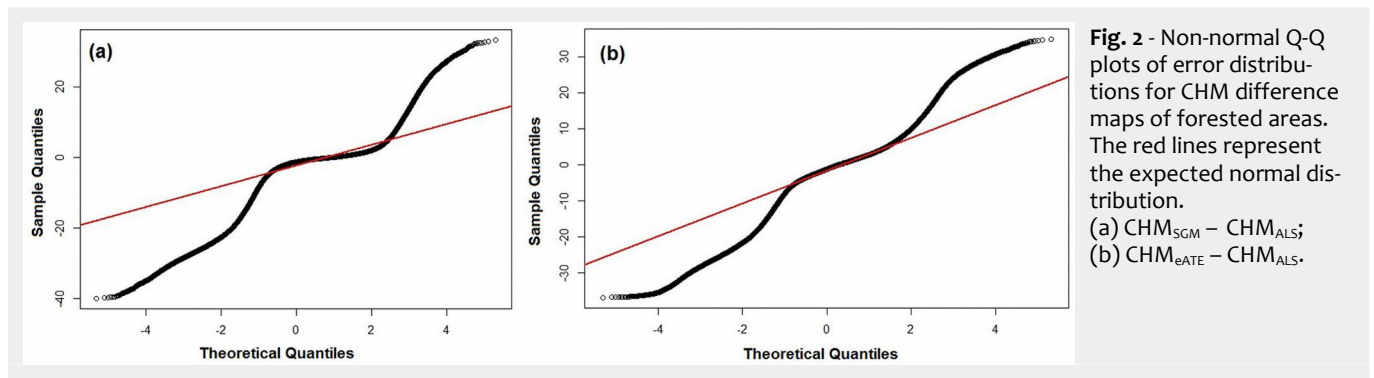 (a)
Sample Quantiles
20
0
-20
-40
-4
-2
0
2
4
Theoretical Quantiles
(b)
Sample Quantiles
30
20
10
0
-10
-30
-4
-2
0
2
4
Theoretical Quantiles
Fig. 2 - Non-normal Q-Q
plots of error distribu-
tions for CHM difference
maps of forested areas.
The red lines represent
the expected normal dis-
tribution.
(a) CHMSGM – CHMALS;
(b) CHMeATE – CHMALS.